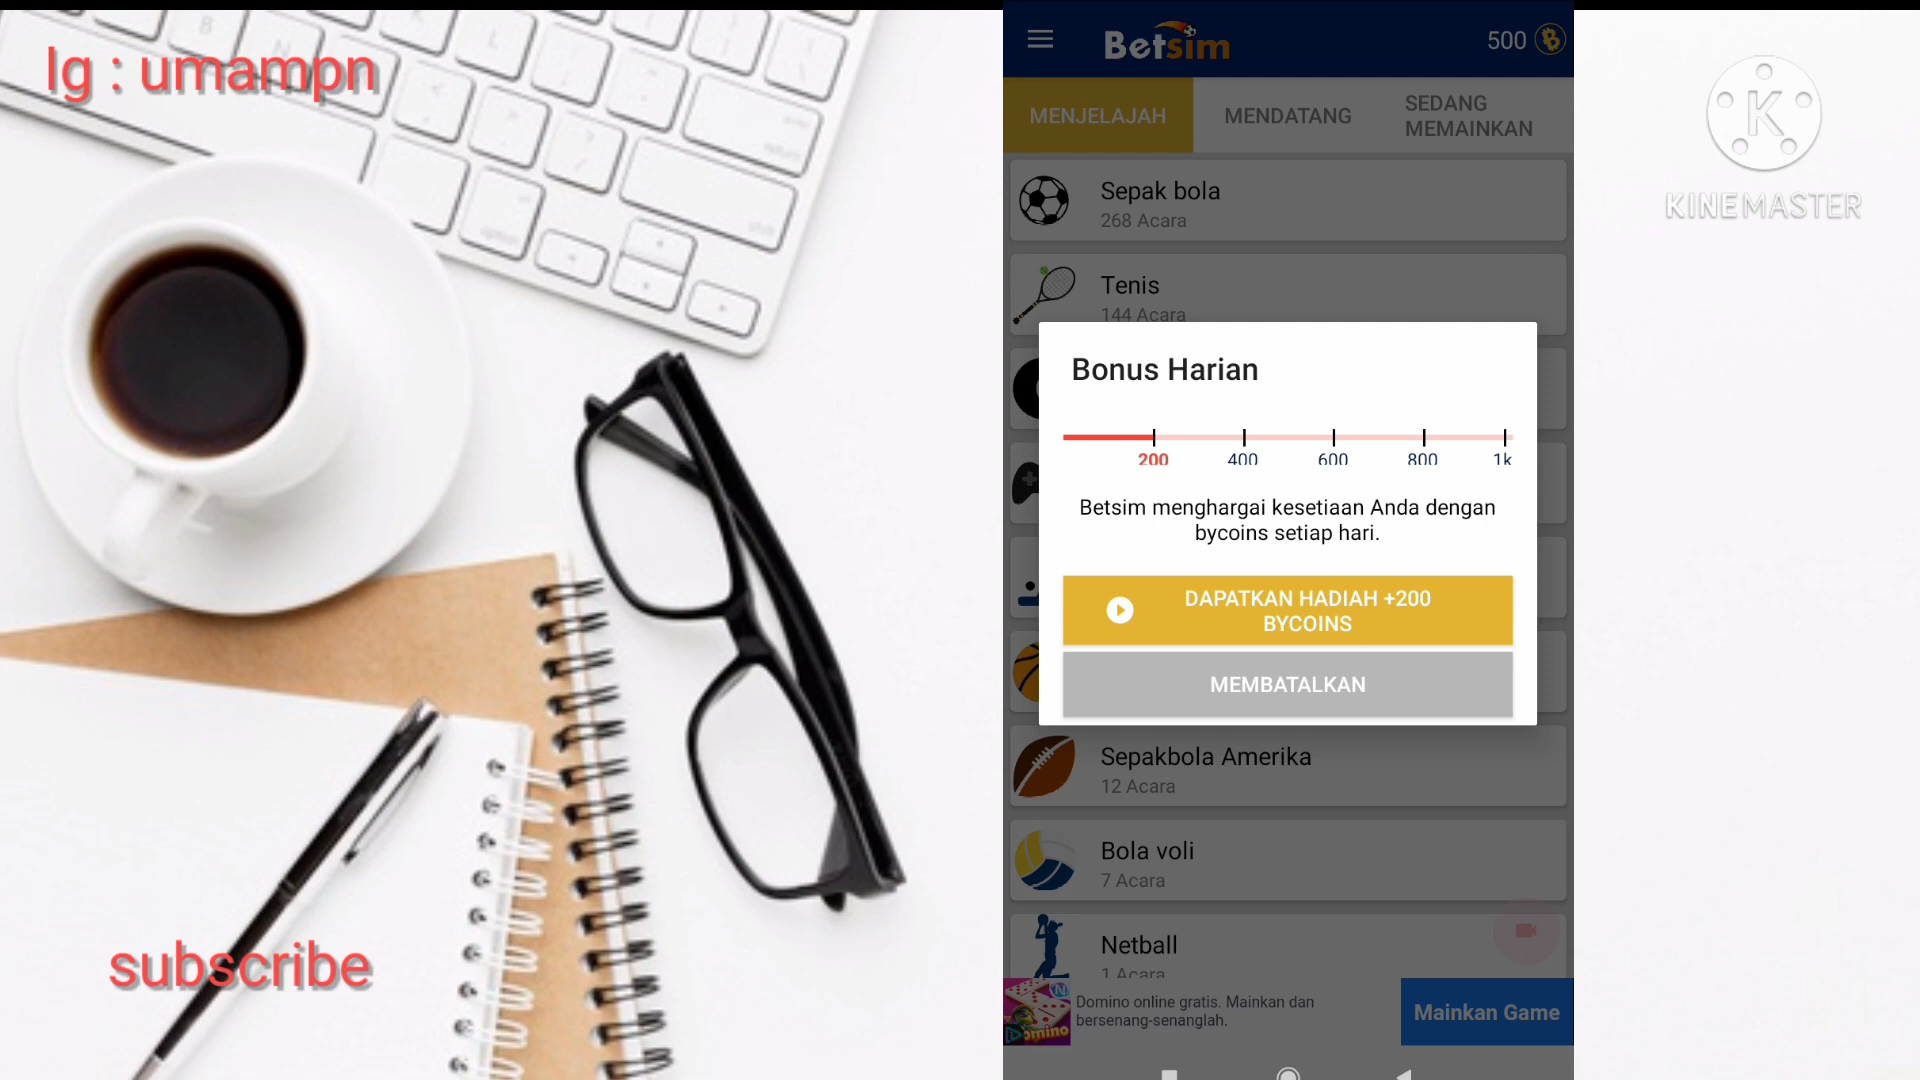 Ig : umampn
subscribe
Betsim
500
MENJELAJAH
MENDATANG
SEDANG
MEMAINKAN
Sepak bola
268 Acara
Tenis
144 Acara
Bonus Harian
200 400 600 800 1k
Betsim menghargai kesetiaan Anda dengan
bycoins setiap hari.
DAPATKAN HADIAH +200
BYCOINS
MEMBATALKAN
Sepakbola Amerika
12 Acara
Bola voli
7 Acara
Netball
1 Acara
Domino online gratis. Mainkan dan
bersenang-senanglah.
Mainkan Game
K
KINEMASTER